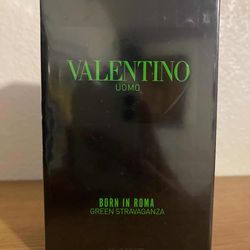 VALENTINO
UOMO
BORN IN ROMA
GREEN STRAVAGANZA